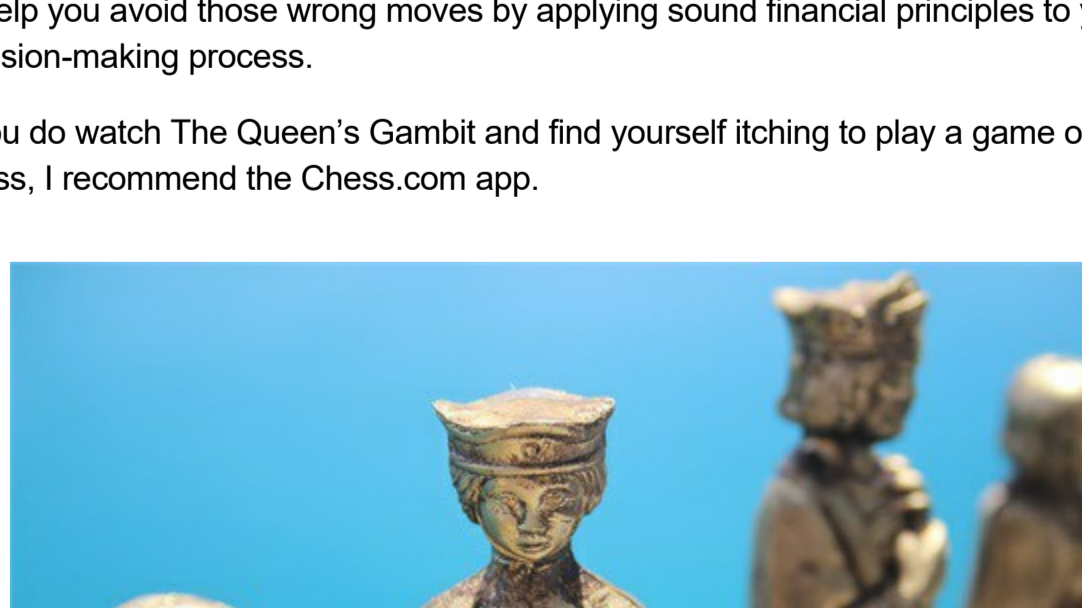 elp you avoid those wrong moves by applying sound financial principles to
sion-making process.
u do watch The Queen’s Gambit and find yourself itching to play a game o
ss, I recommend the Chess.com app.